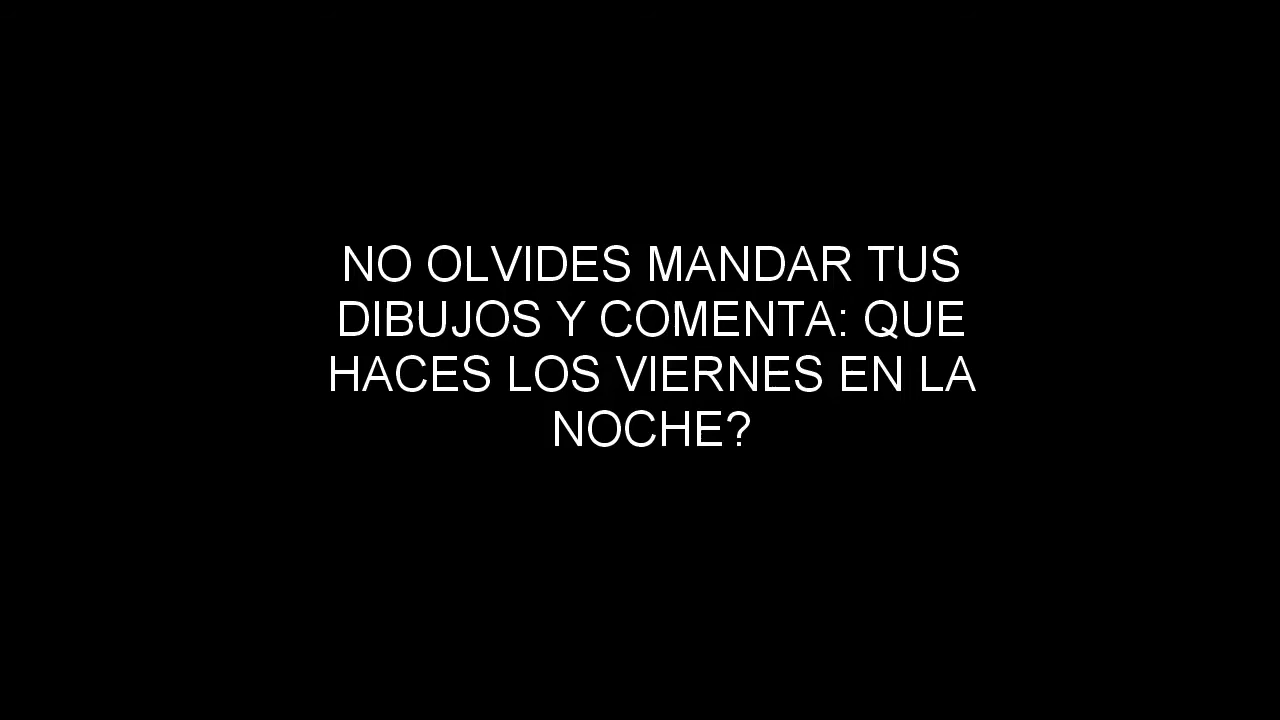 NO OLVIDES MANDAR TUS
DIBUJOS Y COMENTA: QUE
HACES LOS VIERNES EN LA
NOCHE?